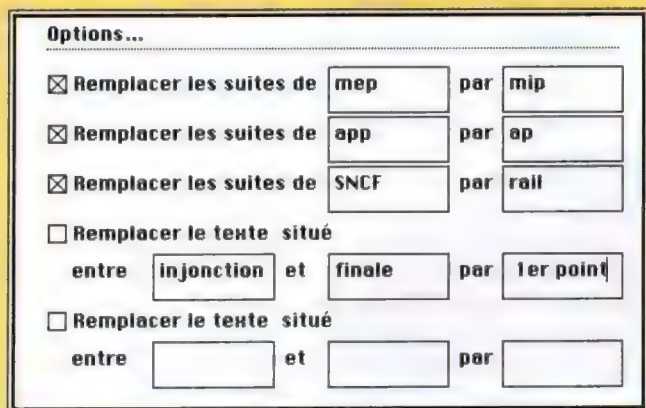 Options...
Remplacer les suites de mep par mip
Remplacer les suites de app par ap
Remplacer les suites de SNCF par rail
Remplacer le texte situé
entre injonction et finale par 1er point
Remplacer le texte situé
entre et par